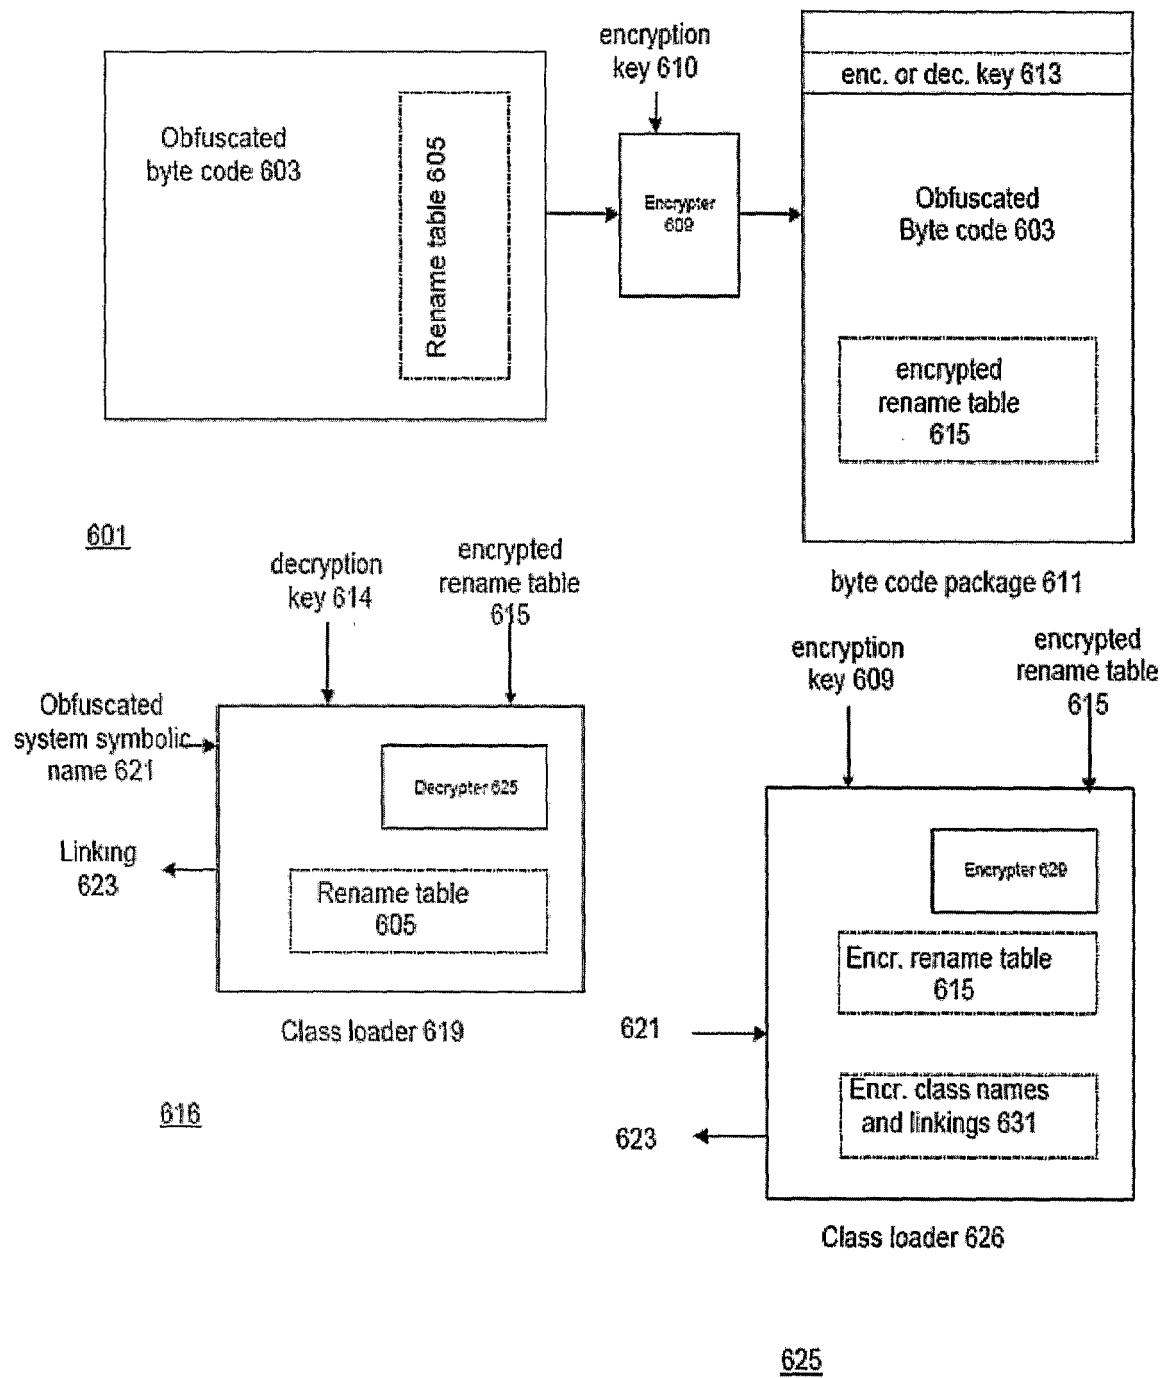 encryption
key 610
enc. or dec. key 613
Obfuscated
byte code 603
Rename table 605
Encrypter
609
Obfuscated
Byte code 603
encrypted
rename table
615
601
byte code package 611
decryption
key 614
encrypted
rename table
615
Obfuscated
system symbolic
name 621
Decrypter 625
Linking
623
Rename table
605
Class loader 619
616
encryption
key 609
encrypted
rename table
615
Encrypter 629
Encr. rename table
615
621
Encr. class names
and linkings 631
623
Class loader 626
625